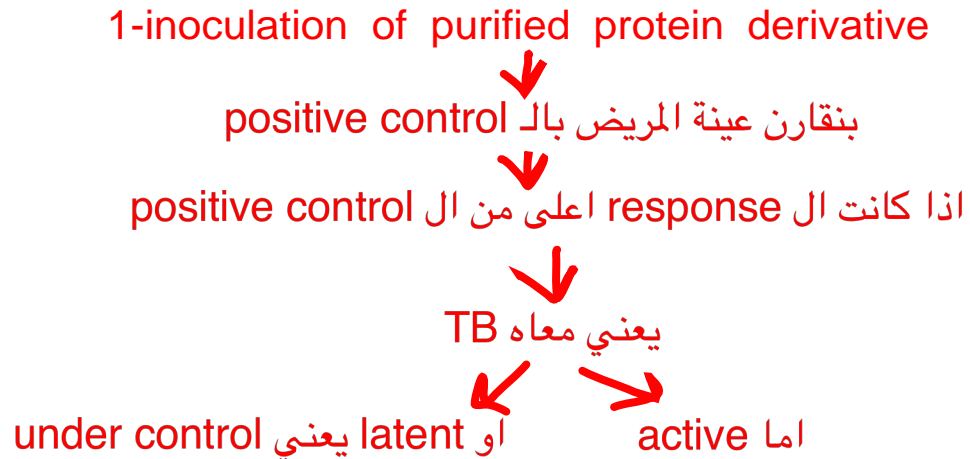 1-inoculation of purified protein derivative
بنقارن عينة المريض بالـ positive control
اذا كانت ال response اعلى من ال positive control
يعني معاه TB
اما active
او latent يعني under control